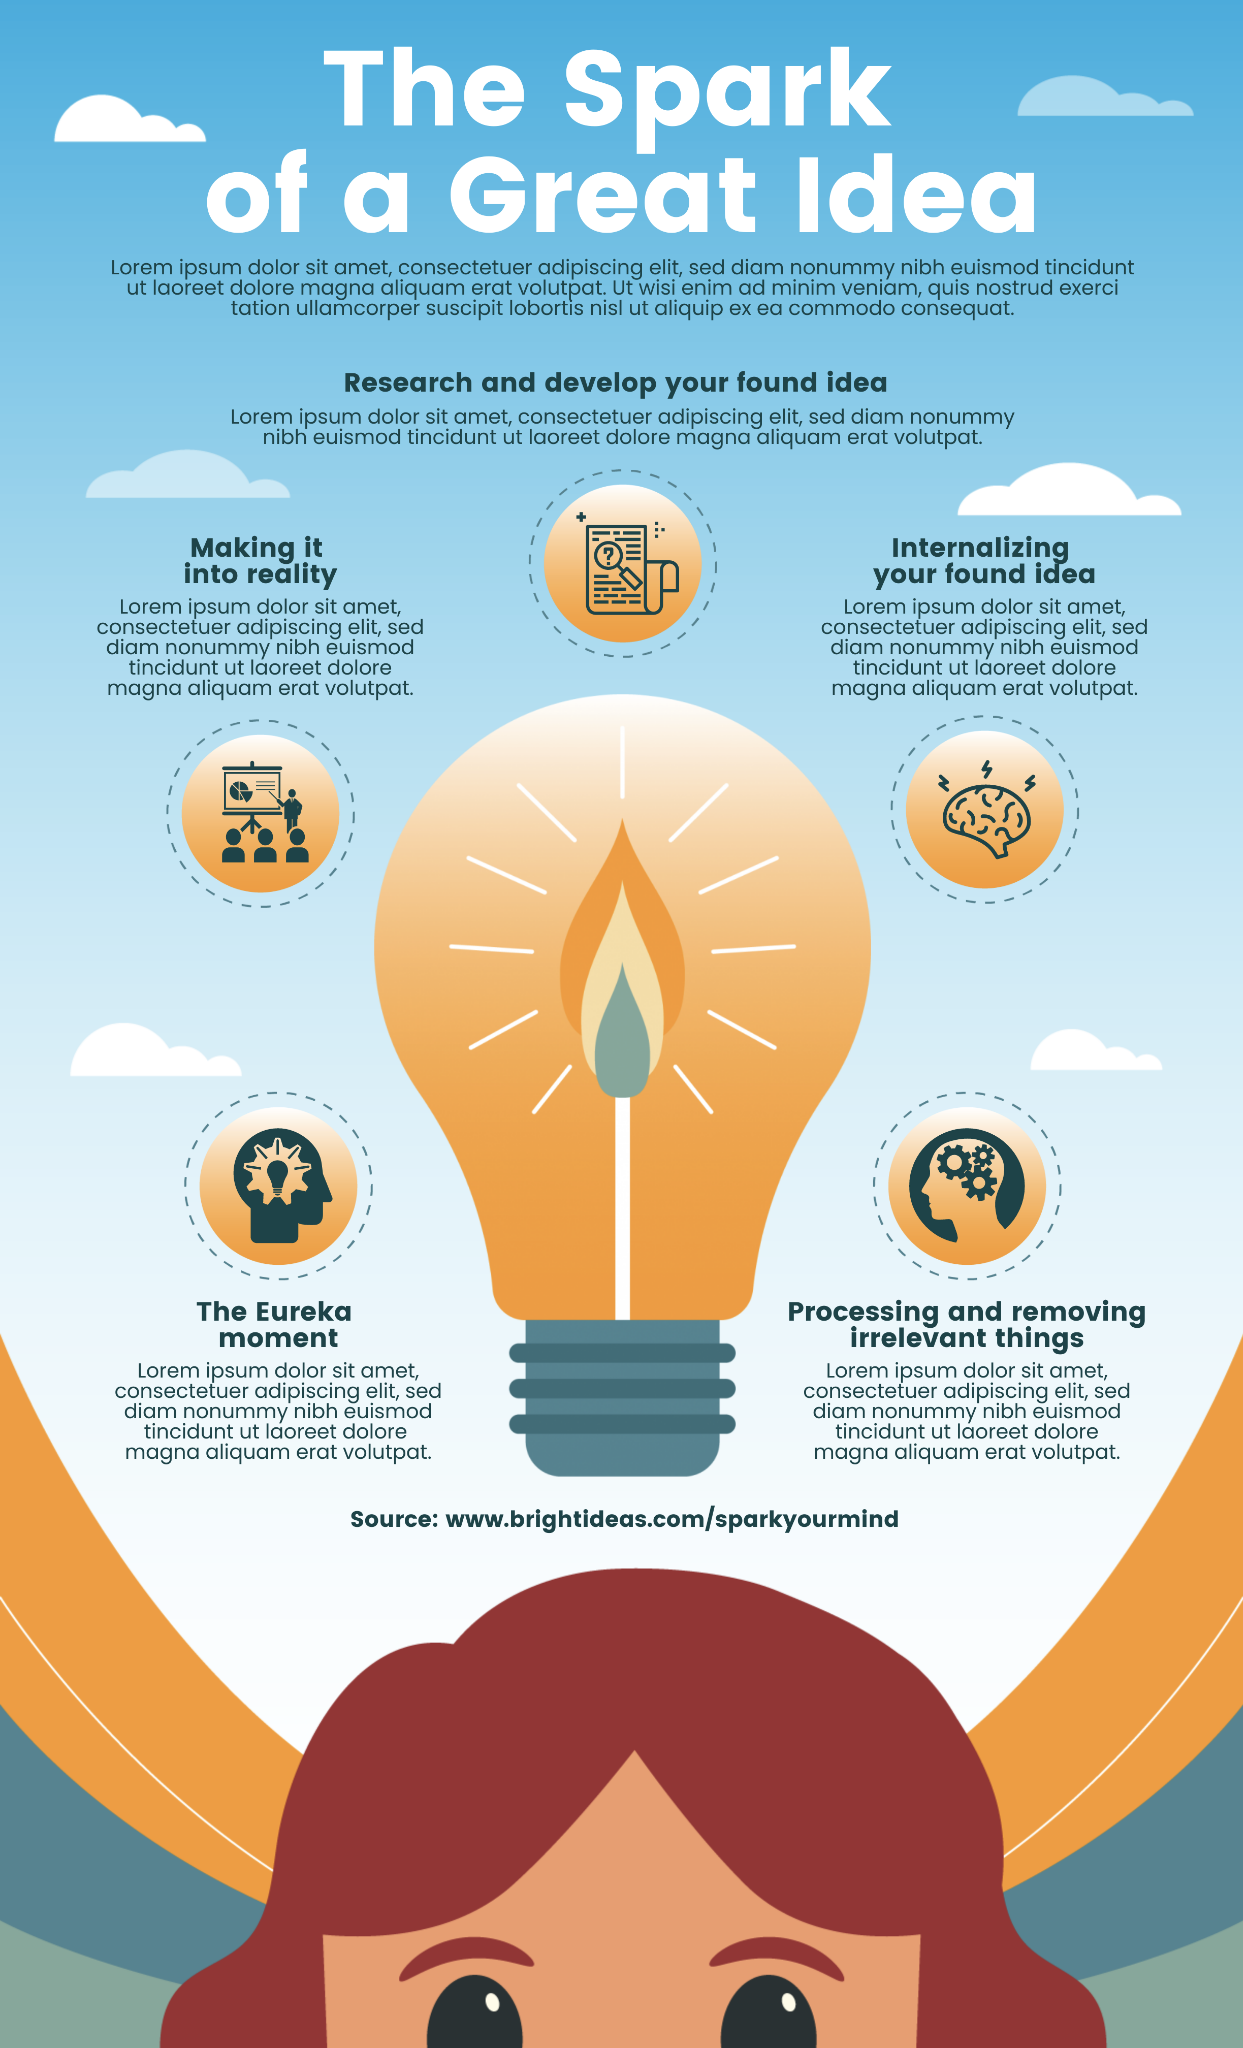 The Spark
of a Great Idea
Lorem ipsum dolor sit amet, consectetuer adipiscing elit, sed diam nonummy nibh euismod tincidunt
ut laoreet dolore magna aliquam erat volutpat. Ut wisi enim ad minim veniam, quis nostrud exerci
tation ullamcorper suscipit lobortis nisl ut aliquip ex ea commodo consequat.
Research and develop your found idea
Lorem ipsum dolor sit amet, consectetuer adipiscing elit, sed diam nonummy
nibh euismod tincidunt ut laoreet dolore magna aliquam erat volutpat.
?
Making it
into reality
Lorem ipsum dolor sit amet,
consectetuer adipiscing elit, sed
diam nonummy nibh euismod
tincidunt ut laoreet dolore
magna aliquam erat volutpat.
Internalizing
your found idea
Lorem ipsum dolor sit amet,
consectetuer adipiscing elit, sed
diam nonummy nibh euismod
tincidunt ut laoreet dolore
magna aliquam erat volutpat.
The Eureka
moment
Lorem ipsum dolor sit amet,
consectetuer adipiscing elit, sed
diam nonummy nibh euismod
tincidunt ut laoreet dolore
magna aliquam erat volutpat.
Processing and removing
irrelevant things
Lorem ipsum dolor sit amet,
consectetuer adipiscing elit, sed
diam nonummy nibh euismod
tincidunt ut laoreet dolore
magna aliquam erat volutpat.
Source: www.brightideas.com/sparkyourmind